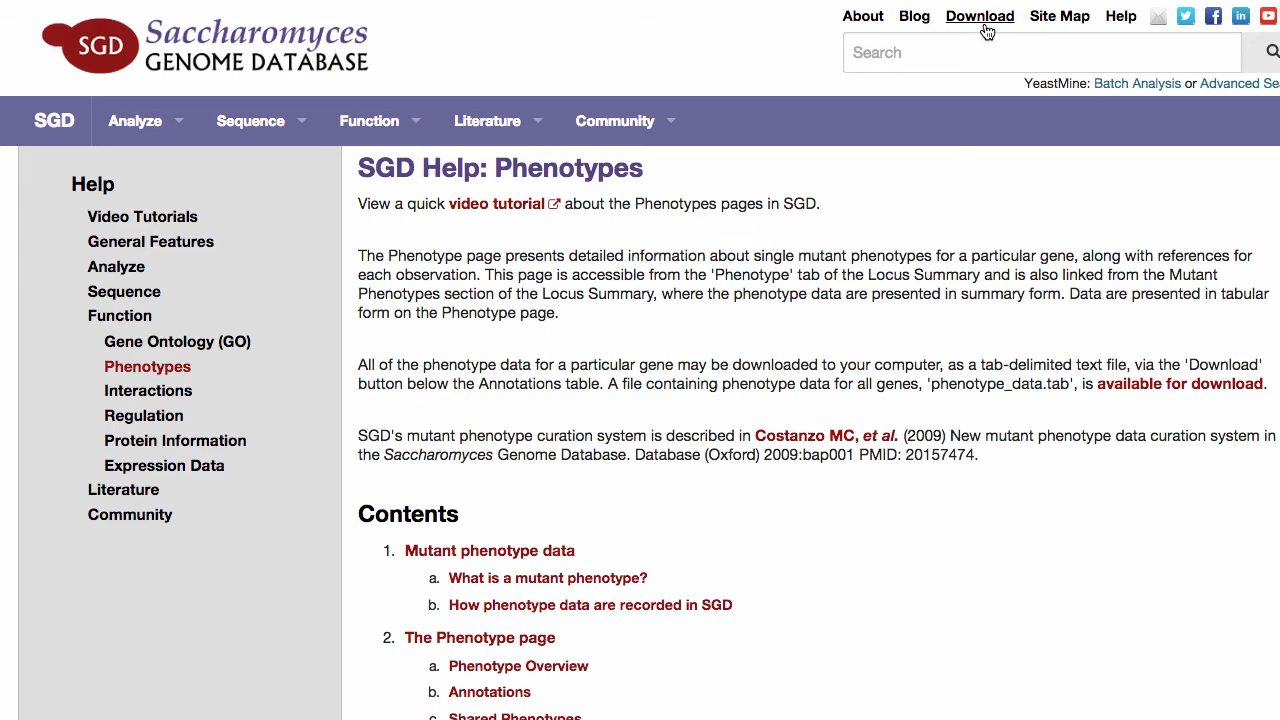 About Blog Download Site Map Help
SGD Saccharomyces
GENOME DATABASE
Search
YeastMine: Batch Analysis or Advanced Se
SGD Analyze Sequence Function Literature Community
Help
Video Tutorials
General Features
Analyze
Sequence
Function
Gene Ontology (GO)
Phenotypes
Interactions
Regulation
Protein Information
Expression Data
Literature
Community
SGD Help: Phenotypes
View a quick video tutorial about the Phenotypes pages in SGD.
The Phenotype page presents detailed information about single mutant phenotypes for a particular gene, along with references for
each observation. This page is accessible from the 'Phenotype' tab of the Locus Summary and is also linked from the Mutant
Phenotypes section of the Locus Summary, where the phenotype data are presented in summary form. Data are presented in tabular
form on the Phenotype page.
All of the phenotype data for a particular gene may be downloaded to your computer, as a tab-delimited text file, via the 'Download'
button below the Annotations table. A file containing phenotype data for all genes, 'phenotype_data.tab', is available for download.
SGD's mutant phenotype curation system is described in Costanzo MC, et al. (2009) New mutant phenotype data curation system in
the Saccharomyces Genome Database. Database (Oxford) 2009:bap001 PMID: 20157474.
Contents
1. Mutant phenotype data
a. What is a mutant phenotype?
b. How phenotype data are recorded in SGD
2. The Phenotype page
a. Phenotype Overview
b. Annotations
c. Shared Phenotypes